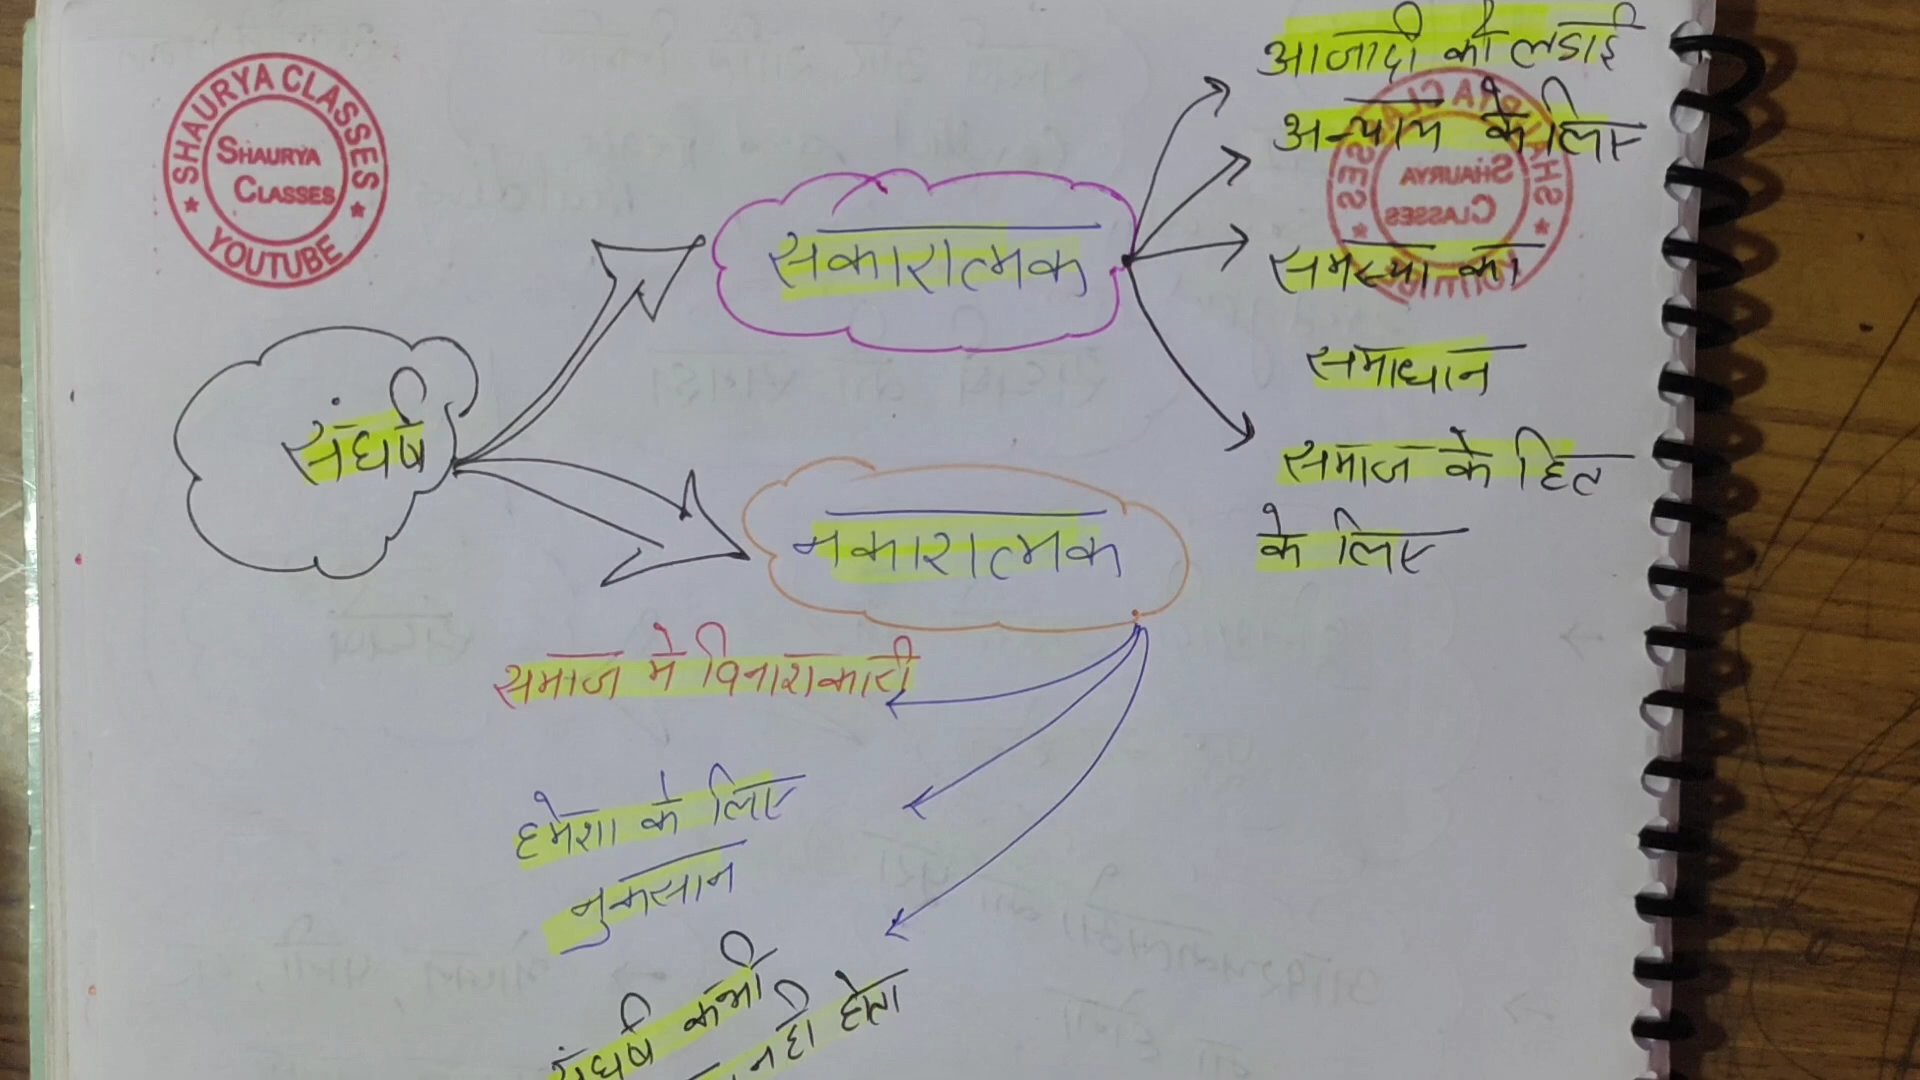 SHAURYA CLASSES
SHAURYA
CLASSES
YOUTUBE
संघर्ष
सकारात्मक
आजादी की लडाई
अन्याय के लिए
समस्या का
समाधान
समाज के हित
के लिए
नकारात्मक
समाज मे विनाशकारी
हमेशा के लिए
नुकसान
संघर्ष कभी
नही होता